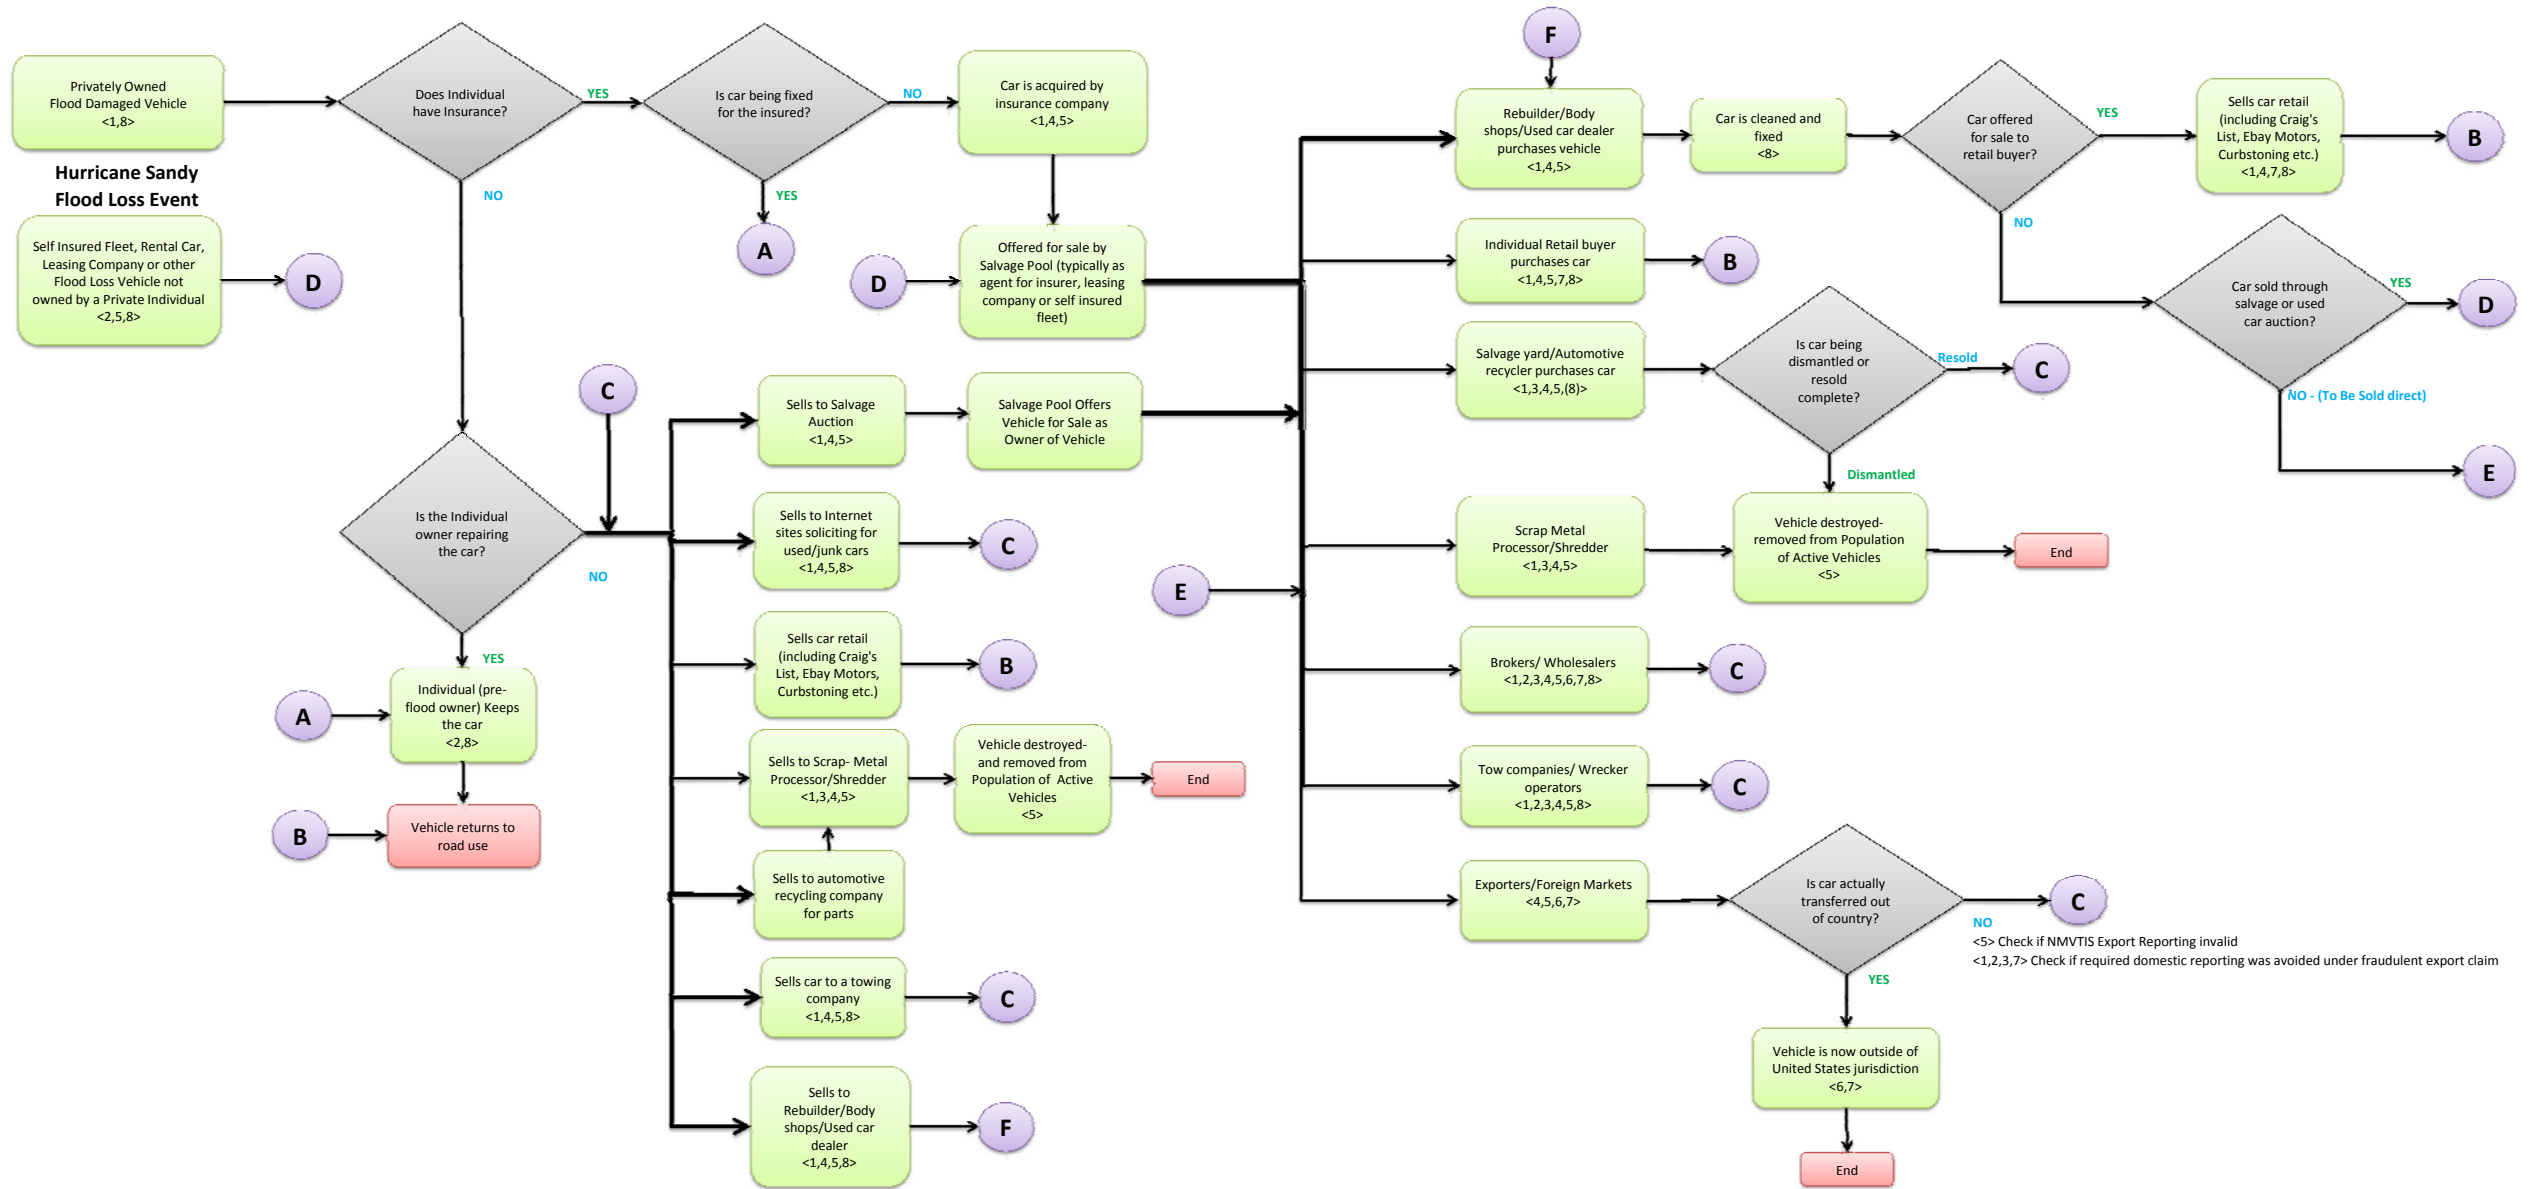 Privately Owned
Flood Damaged Vehicle
<1,8>
Hurricane Sandy
Flood Loss Event
Self Insured Fleet, Rental Car,
Leasing Company or other
Flood Loss Vehicle not
owned by a Private Individual
<2,5,8>
D
Does Individual
have Insurance?
YES
NO
Is car being fixed
for the insured?
NO
YES
A
Car is acquired by
insurance company
<1,4,5>
D
Offered for sale by
Salvage Pool (typically as
agent for insurer, leasing
company or self insured
fleet)
C
Is the Individual
owner repairing
the car?
NO
YES
A
Individual (pre-
flood owner) Keeps
the car
<2,8>
B
Vehicle returns to
road use
Sells to Salvage
Auction
<1,4,5>
Salvage Pool Offers
Vehicle for Sale as
Owner of Vehicle
Sells to Internet
sites soliciting for
used/junk cars
<1,4,5,8>
C
Sells car retail
(including Craig's
List, Ebay Motors,
Curbstoning etc.)
B
Sells to Scrap- Metal
Processor/Shredder
<1,3,4,5>
Vehicle destroyed-
and removed from
Population of Active
Vehicles
<5>
End
Sells to automotive
recycling company
for parts
Sells car to a towing
company
<1,4,5,8>
C
Sells to
Rebuilder/Body
shops/Used car
dealer
<1,4,5,8>
F
E
F
Rebuilder/Body
shops/Used car dealer
purchases vehicle
<1,4,5>
Car is cleaned and
fixed
<8>
Car offered
for sale to
retail buyer?
YES
NO
Sells car retail
(including Craig's
List, Ebay Motors,
Curbstoning etc.)
<1,4,7,8>
B
Car sold through
salvage or used
car auction?
YES
D
NO - (To Be Sold direct)
E
Individual Retail buyer
purchases car
<1,4,5,7,8>
B
Salvage yard/Automotive
recycler purchases car
<1,3,4,5,(8)>
Is car being
dismantled or
resold
complete?
Resold
C
Dismantled
Scrap Metal
Processor/Shredder
<1,3,4,5>
Vehicle destroyed-
removed from Population
of Active Vehicles
<5>
End
Brokers/ Wholesalers
<1,2,3,4,5,6,7,8>
C
Tow companies/ Wrecker
operators
<1,2,3,4,5,8>
C
Exporters/Foreign Markets
<4,5,6,7>
Is car actually
transferred out
of country?
C
NO
<5> Check if NMVTIS Export Reporting invalid
<1,2,3,7> Check if required domestic reporting was avoided under fraudulent export claim
YES
Vehicle is now outside of
United States jurisdiction
<6,7>
End